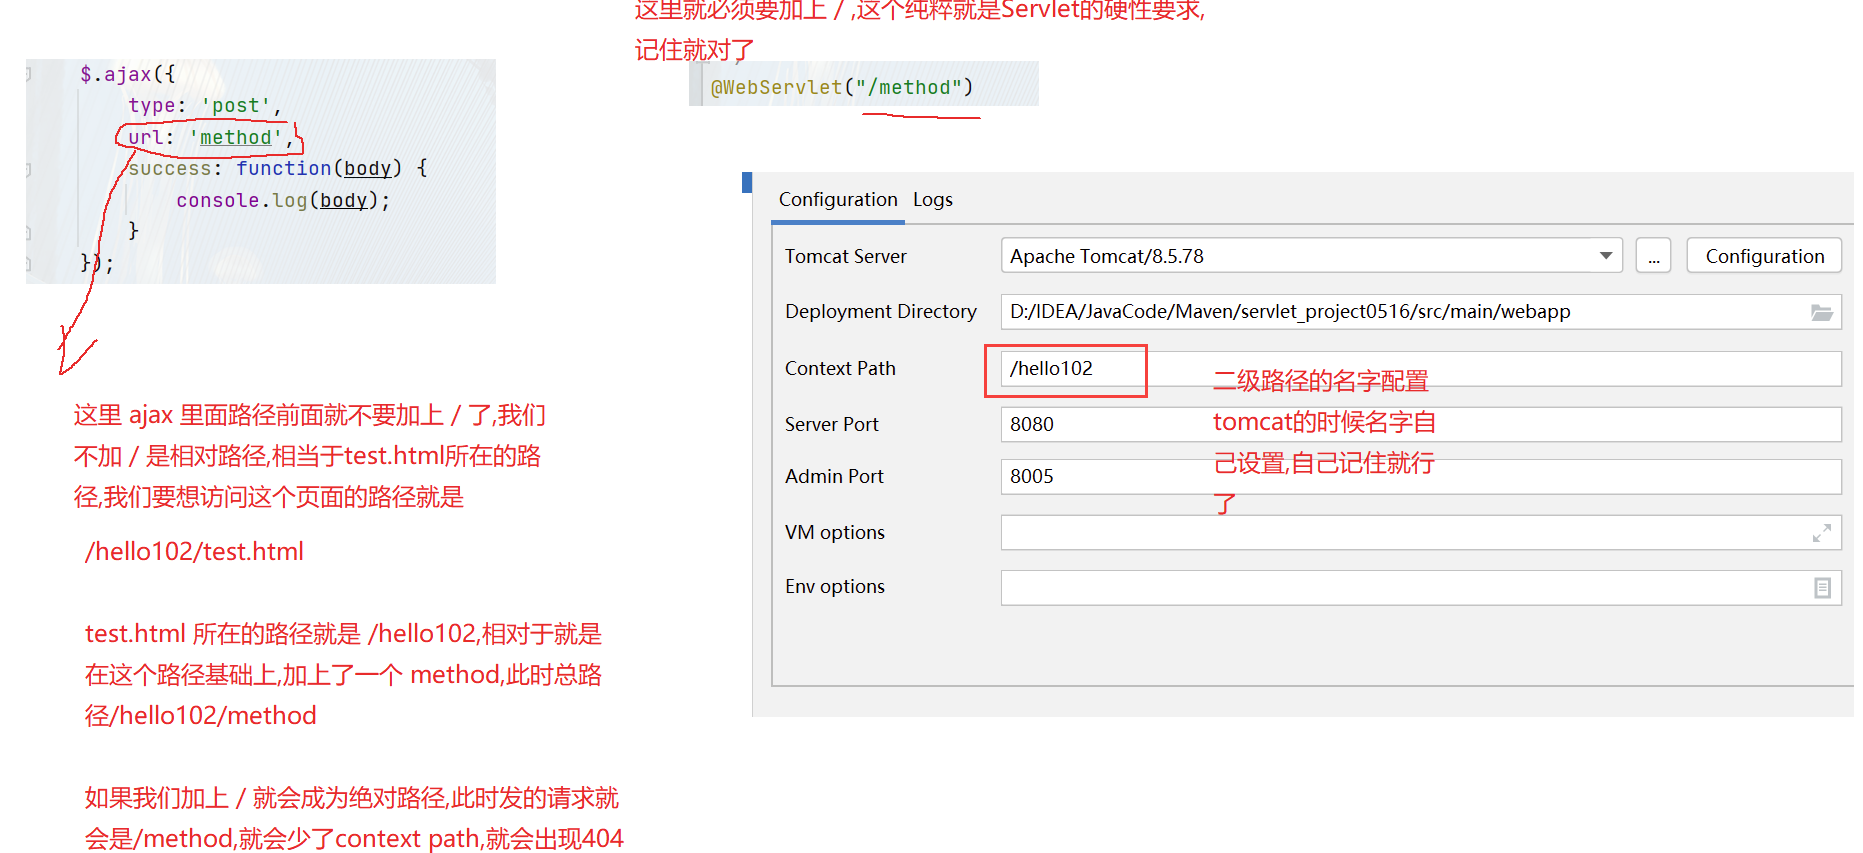 这里就必须要加上 / ,这个纯粹就是Servlet的硬性要求,
记住就对了
@WebServlet("/method")
$.ajax({
type: 'post',
url: 'method',
success: function(body) {
console.log(body);
}
});
这里 ajax 里面路径前面就不要加上 / 了,我们
不加 / 是相对路径,相当于test.html所在的路
径,我们要想访问这个页面的路径就是
/hello102/test.html
test.html 所在的路径就是 /hello102,相对于就是
在这个路径基础上,加上了一个 method,此时总路
径/hello102/method
如果我们加上 / 就会成为绝对路径,此时发的请求就
会是/method,就会少了context path,就会出现404
Configuration Logs
Tomcat Server Apache Tomcat/8.5.78 ... Configuration
Deployment Directory D:/IDEA/JavaCode/Maven/servlet_project0516/src/main/webapp
Context Path /hello102
Server Port 8080
Admin Port 8005
VM options
Env options
二级路径的名字配置
tomcat的时候名字自
己设置,自己记住就行
了